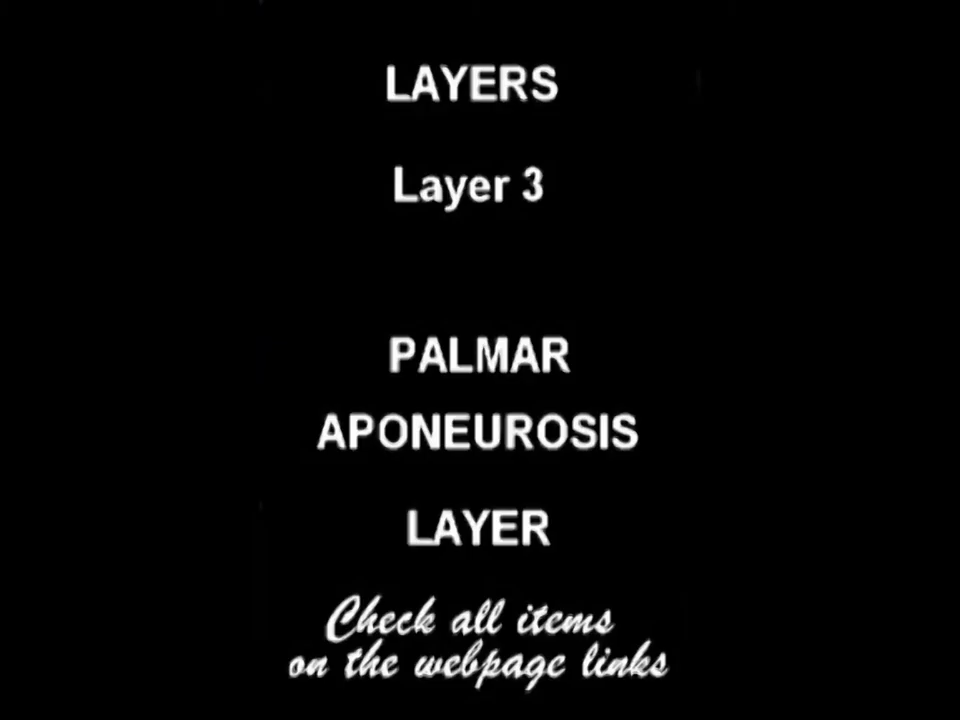 LAYERS
Layer 3
PALMAR
APONEUROSIS
LAYER
Check all items
on the webpage links